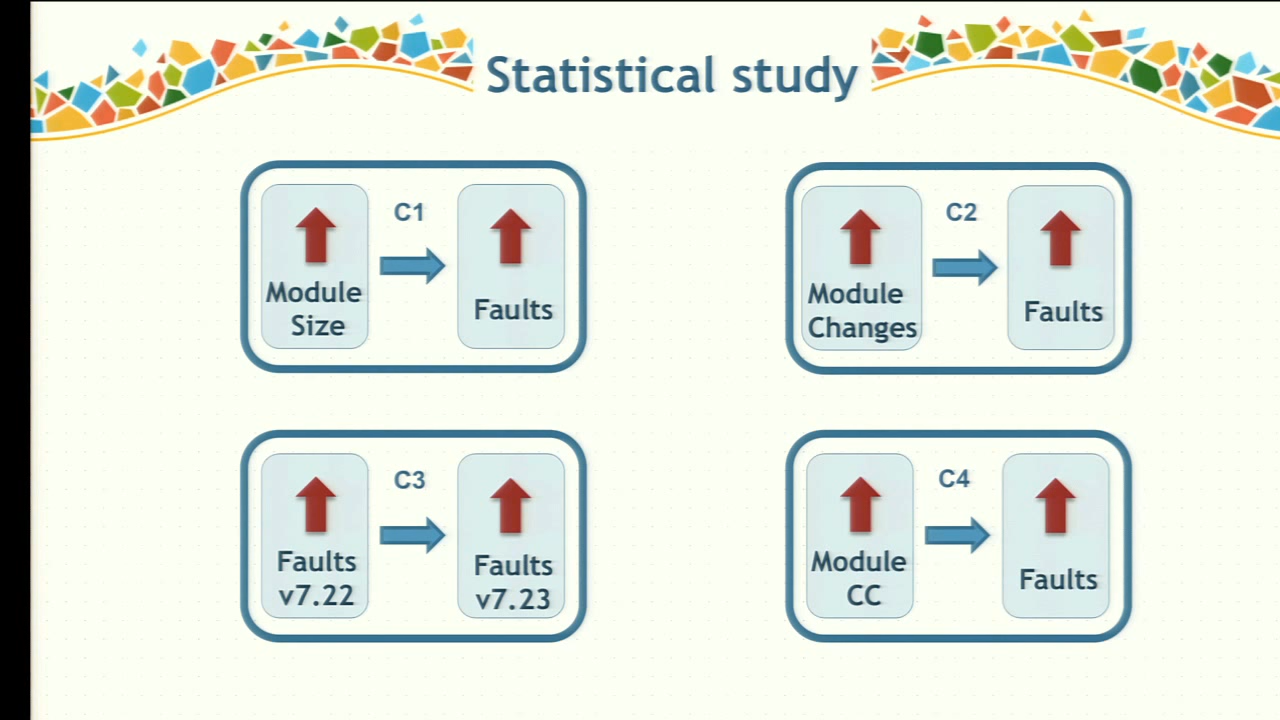 Statistical study
C1
Module
Size
Faults
C2
Module
Changes
Faults
C3
Faults
v7.22
Faults
v7.23
C4
Module
CC
Faults